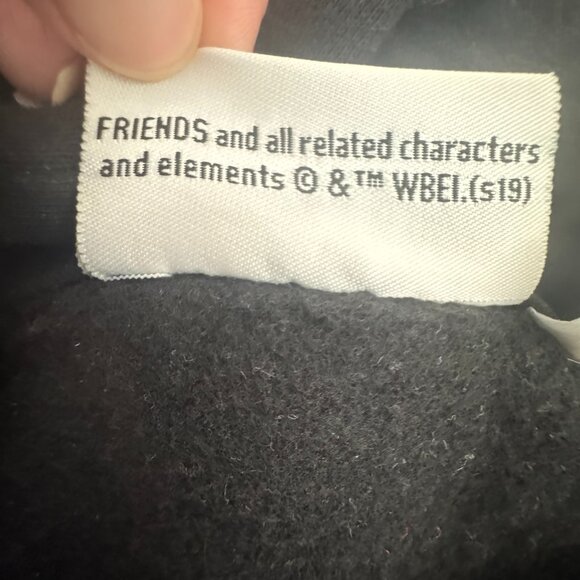 FRIENDS and all related characters
and elements © &™ WBEI.(s19)